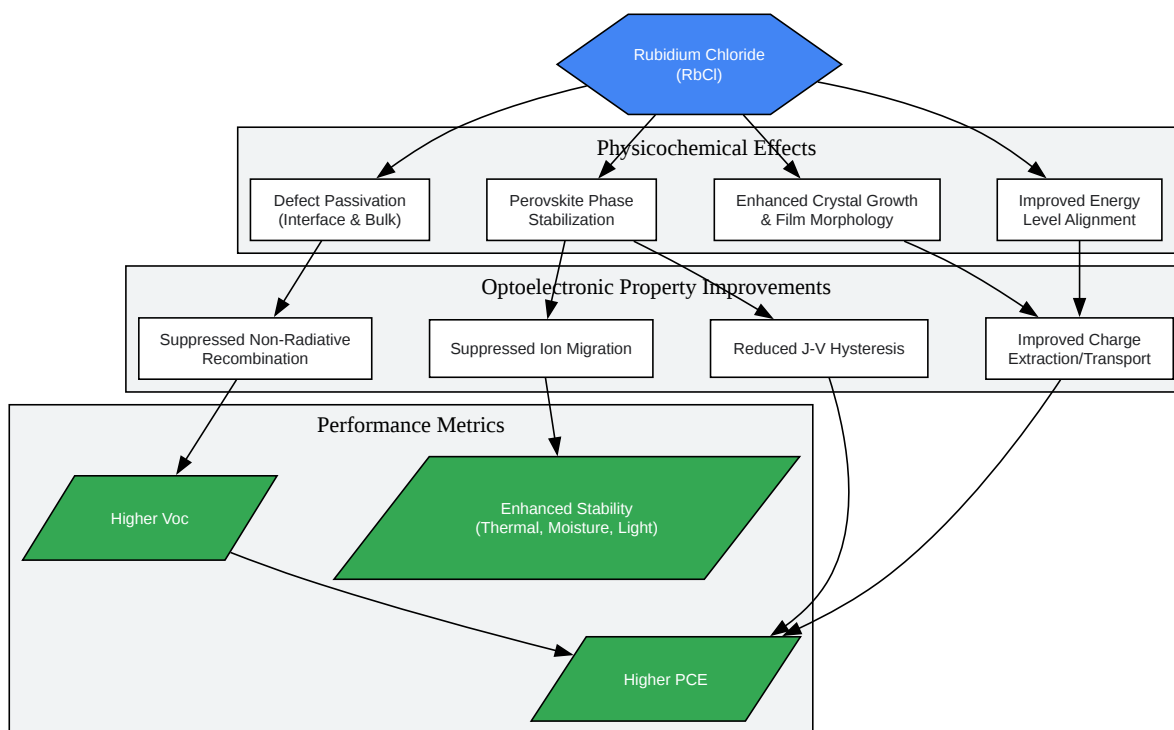 Rubidium Chloride
(RbCl)
Physicochemical Effects
Defect Passivation
(Interface & Bulk)
Perovskite Phase
Stabilization
Enhanced Crystal Growth
& Film Morphology
Improved Energy
Level Alignment
Optoelectronic Property Improvements
Suppressed Non-Radiative
Recombination
Suppressed Ion Migration
Reduced J-V Hysteresis
Improved Charge
Extraction/Transport
Performance Metrics
Higher Voc
Enhanced Stability
(Thermal, Moisture, Light)
Higher PCE